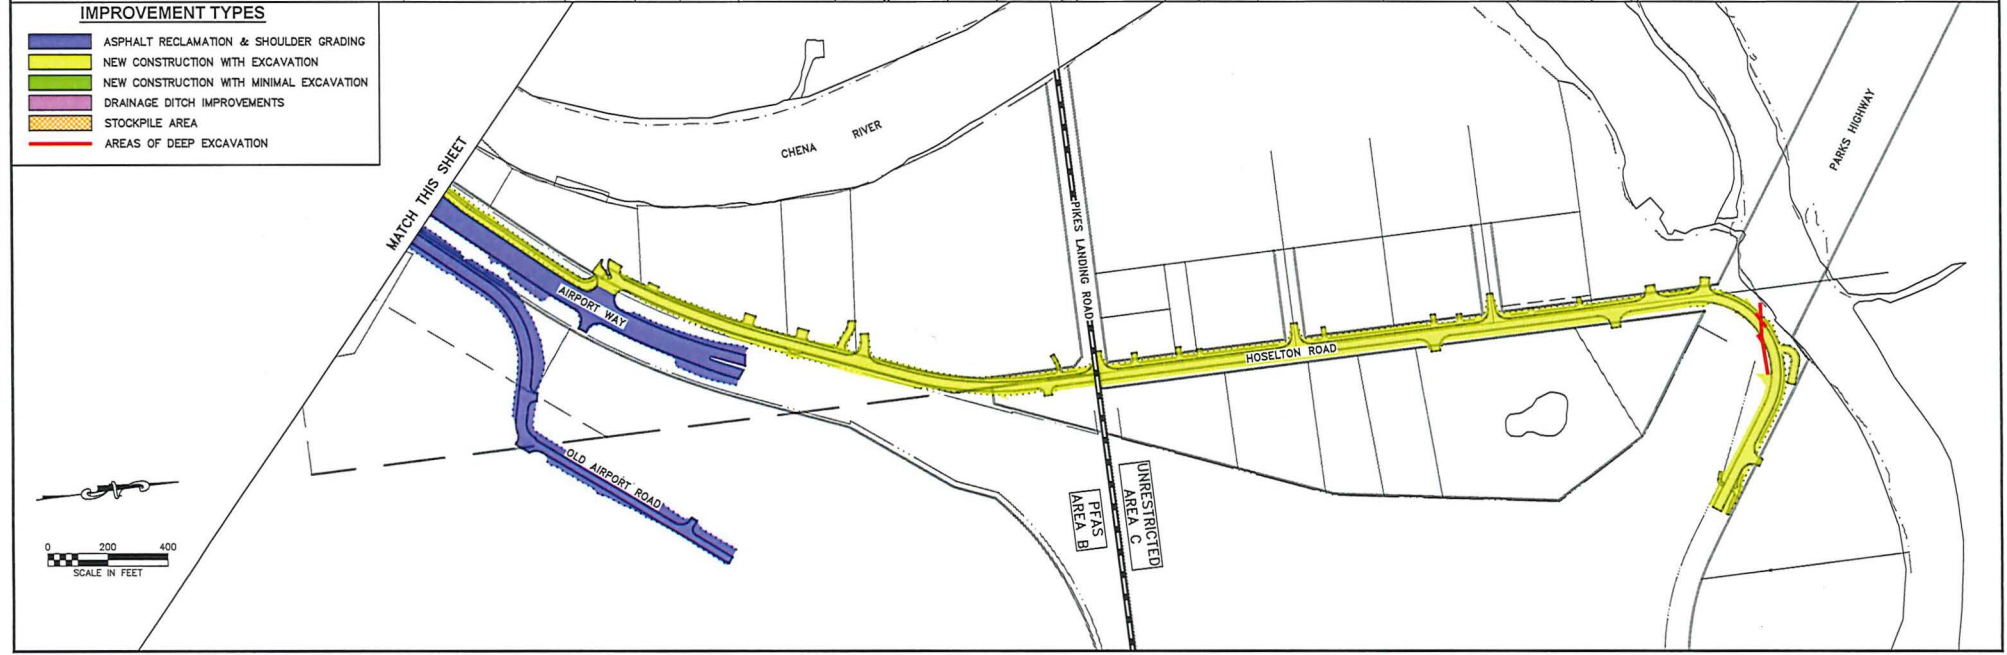 IMPROVEMENT TYPES
ASPHALT RECLAMATION & SHOULDER GRADING
NEW CONSTRUCTION WITH EXCAVATION
NEW CONSTRUCTION WITH MINIMAL EXCAVATION
DRAINAGE DITCH IMPROVEMENTS
STOCKPILE AREA
AREAS OF DEEP EXCAVATION
MATCH THIS SHEET
CHENA RIVER
PARKS HIGHWAY
PIKES LANDING ROAD
AIRPORT WAY
HOSELTON ROAD
OLD AIRPORT ROAD
PFAS
AREA B
UNRESTRICTED
AREA C
0 200 400
SCALE IN FEET